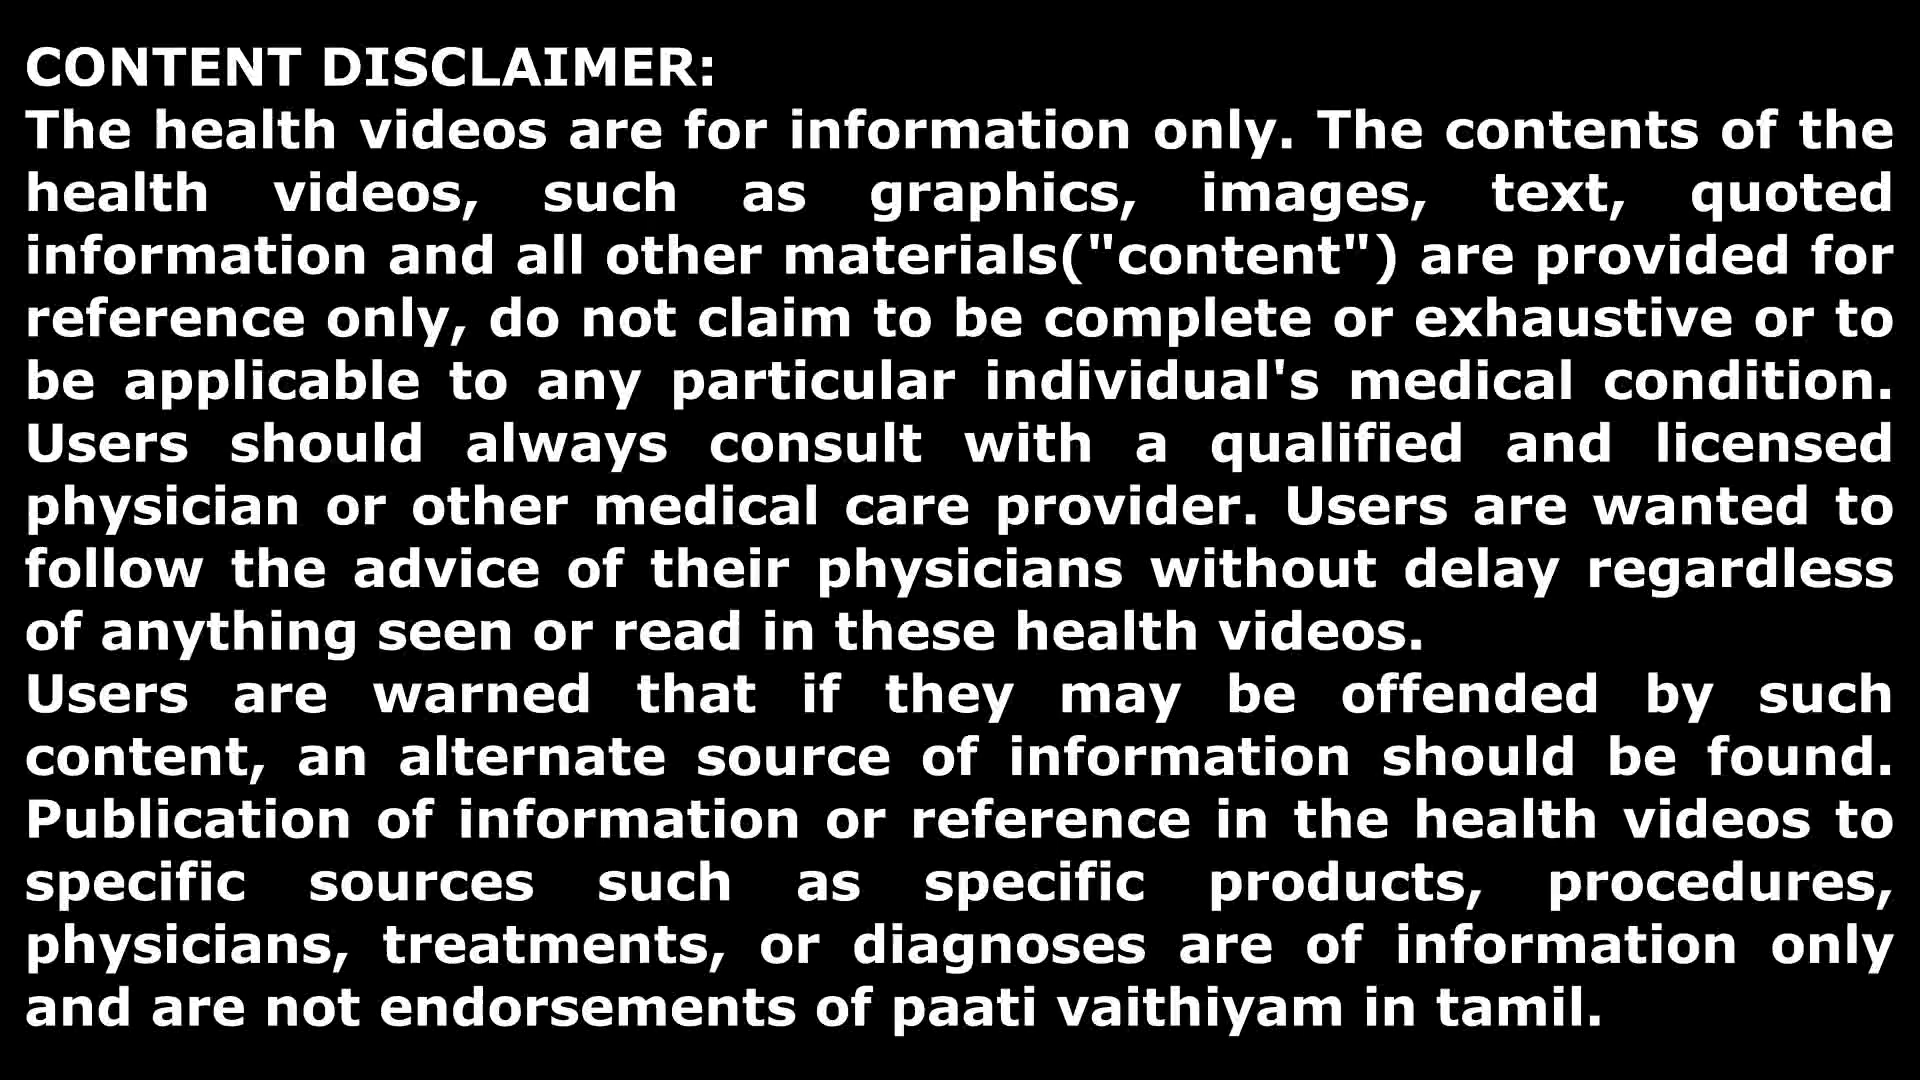 CONTENT DISCLAIMER:
The health videos are for information only. The contents of the
health videos, such as graphics, images, text, quoted
information and all other materials("content") are provided for
reference only, do not claim to be complete or exhaustive or to
be applicable to any particular individual's medical condition.
Users should always consult with a qualified and licensed
physician or other medical care provider. Users are wanted to
follow the advice of their physicians without delay regardless
of anything seen or read in these health videos.
Users are warned that if they may be offended by such
content, an alternate source of information should be found.
Publication of information or reference in the health videos to
specific sources such as specific products, procedures,
physicians, treatments, or diagnoses are of information only
and are not endorsements of paati vaithiyam in tamil.